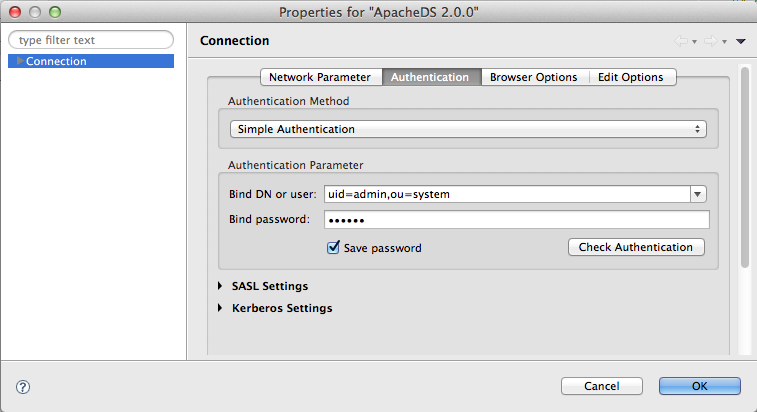 Properties for "ApacheDS 2.0.0"
type filter text
Connection
Connection
Network Parameter Authentication Browser Options Edit Options
Authentication Method
Simple Authentication
Authentication Parameter
Bind DN or user: uid=admin,ou=system
Bind password: ••••••
Save password Check Authentication
SASL Settings
Kerberos Settings
? Cancel OK